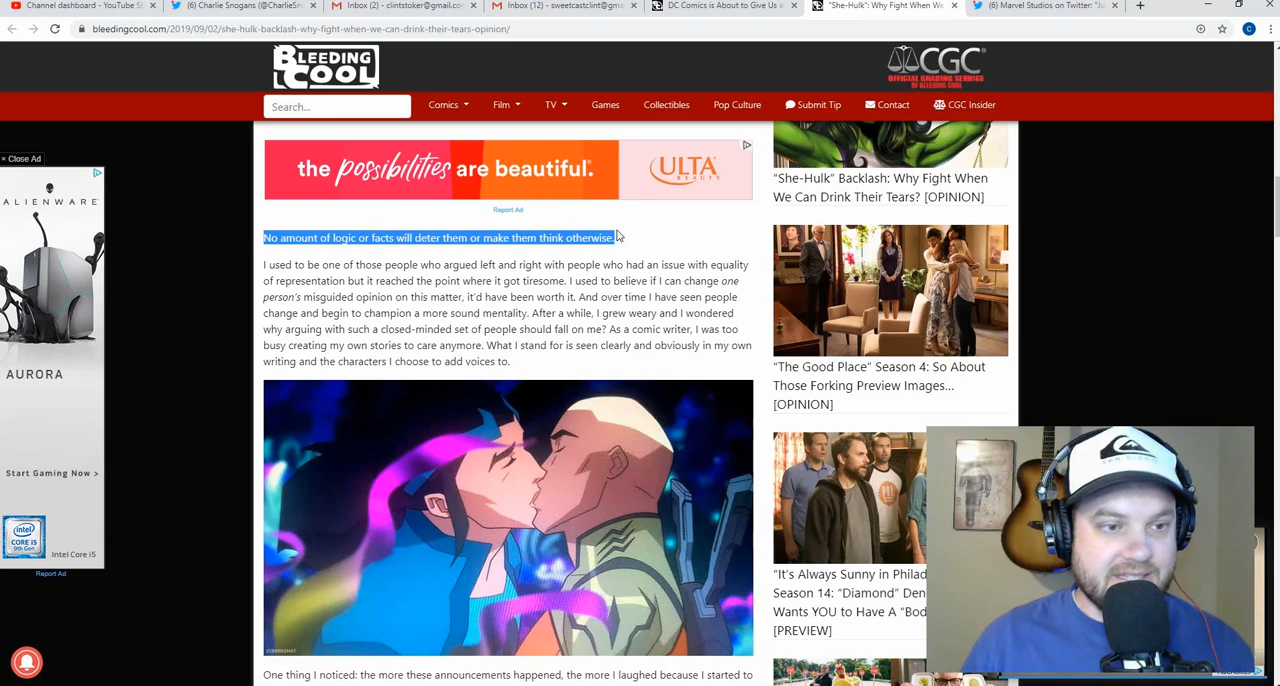 Channel dashboard - YouTube St
(6) Charlie Snogans (@CharlieSn
Inbox (2) - clintstoker@gmail.co
Inbox (12) - sweetcastclint@gm
DC Comics is About to Give Us a
"She-Hulk": Why Fight When We
(6) Marvel Studios on Twitter: "Ju
bleedingcool.com/2019/09/02/she-hulk-backlash-why-fight-when-we-can-drink-their-tears-opinion/
BLEEDING COOL
CGC
OFFICIAL GRADING SERVICE
OF BLEEDING COOL
Search...
Comics
Film
TV
Games
Collectibles
Pop Culture
Submit Tip
Contact
CGC Insider
× Close Ad
ALIENWARE
AURORA
Start Gaming Now >
intel
CORE i5
9th Gen
Intel Core i5
Report Ad
the possibilities are beautiful.
ULTA
BEAUTY
Report Ad
No amount of logic or facts will deter them or make them think otherwise.
I used to be one of those people who argued left and right with people who had an issue with equality
of representation but it reached the point where it got tiresome. I used to believe if I can change one
person's misguided opinion on this matter, it'd have been worth it. And over time I have seen people
change and begin to champion a more sound mentality. After a while, I grew weary and I wondered
why arguing with such a closed-minded set of people should fall on me? As a comic writer, I was too
busy creating my own stories to care anymore. What I stand for is seen clearly and obviously in my own
writing and the characters I choose to add voices to.
SCREENSHOT
One thing I noticed: the more these announcements happened, the more I laughed because I started to
"She-Hulk" Backlash: Why Fight When
We Can Drink Their Tears? [OPINION]
"The Good Place" Season 4: So About
Those Forking Preview Images...
[OPINION]
"It's Always Sunny in Philad
Season 14: "Diamond" Den
Wants YOU to Have A "Bod
[PREVIEW]